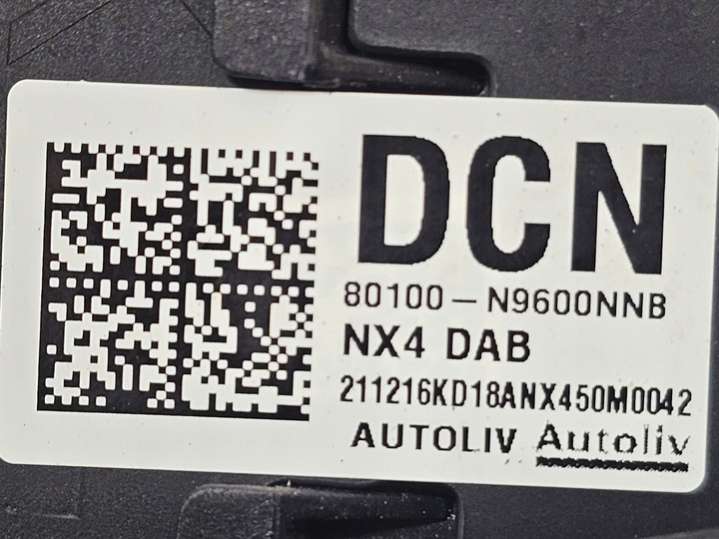 DCN
80100-N9600NNB
NX4 DAB
211216KD18ANX450M0042
AUTOLIV Autoliv